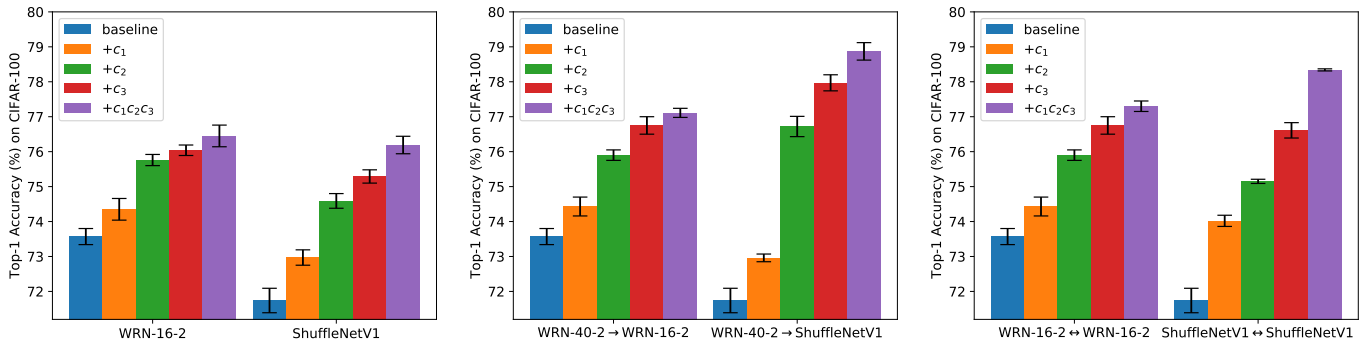 Top-1 Accuracy (%) on CIFAR-100
80
79
78
77
76
75
74
73
72
baseline
+c₁
+c₂
+c₃
+c₁c₂c₃
WRN-16-2
ShuffleNetV1
Top-1 Accuracy (%) on CIFAR-100
80
79
78
77
76
75
74
73
72
baseline
+c₁
+c₂
+c₃
+c₁c₂c₃
WRN-40-2→WRN-16-2
WRN-40-2→ShuffleNetV1
Top-1 Accuracy (%) on CIFAR-100
80
79
78
77
76
75
74
73
72
baseline
+c₁
+c₂
+c₃
+c₁c₂c₃
WRN-16-2↔WRN-16-2
ShuffleNetV1↔ShuffleNetV1